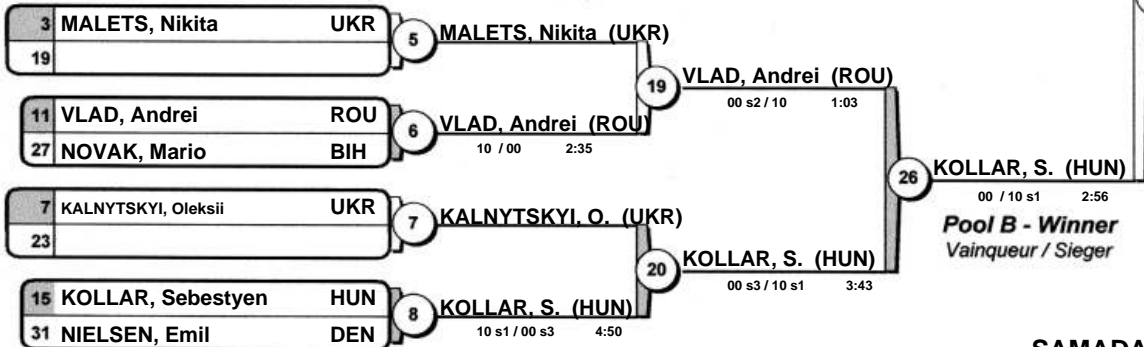 3 MALETS, Nikita UKR
19
5 MALETS, Nikita (UKR)
11 VLAD, Andrei ROU
27 NOVAK, Mario BIH
6 VLAD, Andrei (ROU)
10 / 00 2:35
19 VLAD, Andrei (ROU)
00 s2 / 10 1:03
7 KALNYTSKYI, Oleksii UKR
23
7 KALNYTSKYI, O. (UKR)
15 KOLLAR, Sebestyen HUN
31 NIELSEN, Emil DEN
8 KOLLAR, S. (HUN)
10 s1 / 00 s3 4:50
20 KOLLAR, S. (HUN)
00 s3 / 10 s1 3:43
26 KOLLAR, S. (HUN)
00 / 10 s1 2:56
Pool B - Winner
Vainqueur / Sieger
SAMADA